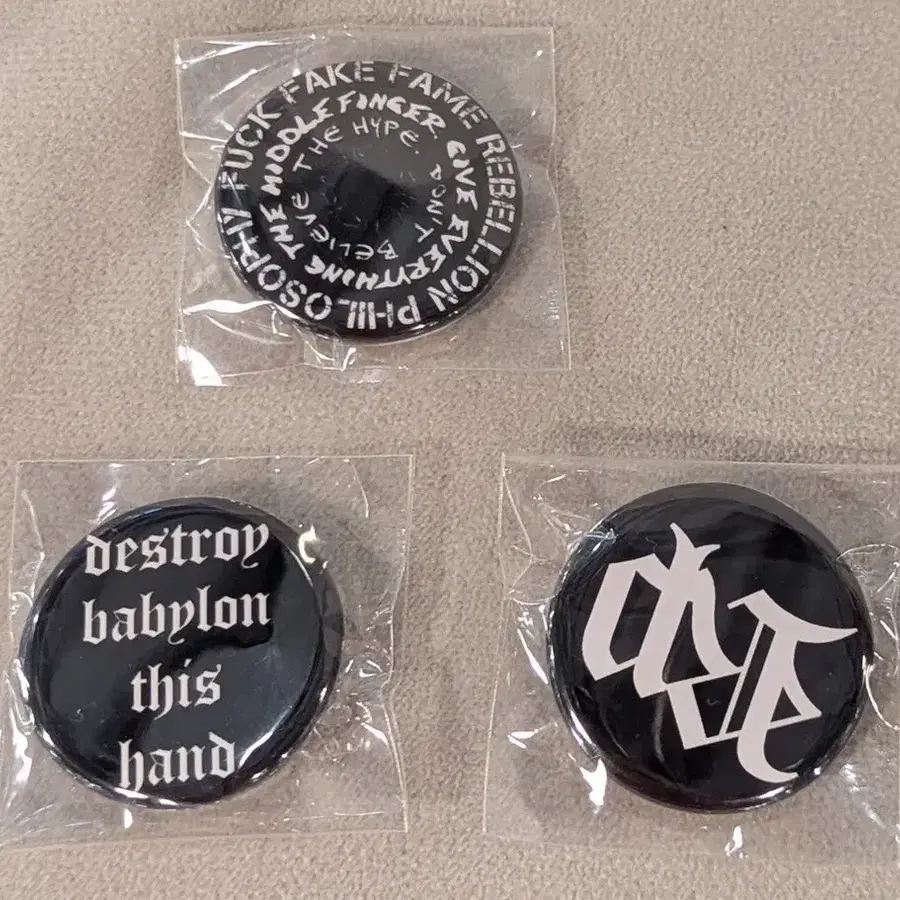 FUCK FAKE FAME REBELLION PHILOSOPHY
GIVE EVERYTHING THE MIDDLE FINGER.
DON'T BELIEVE THE HYPE.
destroy
babylon
this
hand